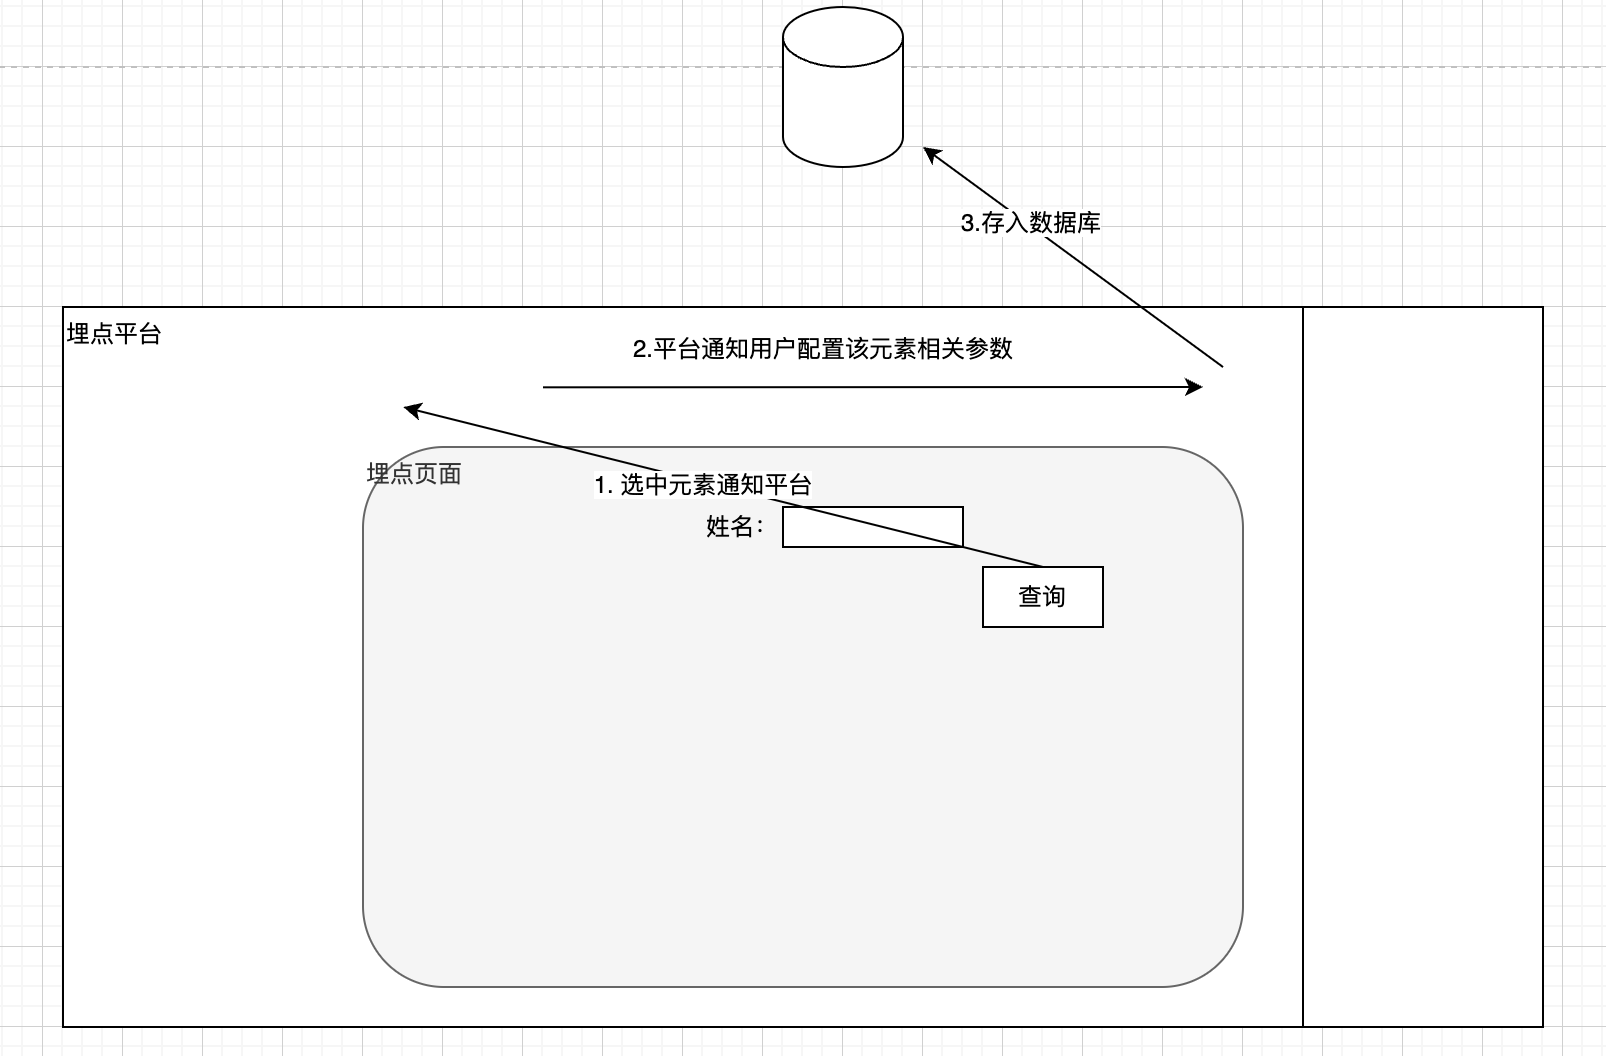 3.存入数据库
埋点平台
2.平台通知用户配置该元素相关参数
埋点页面
1. 选中元素通知平台
姓名：
查询